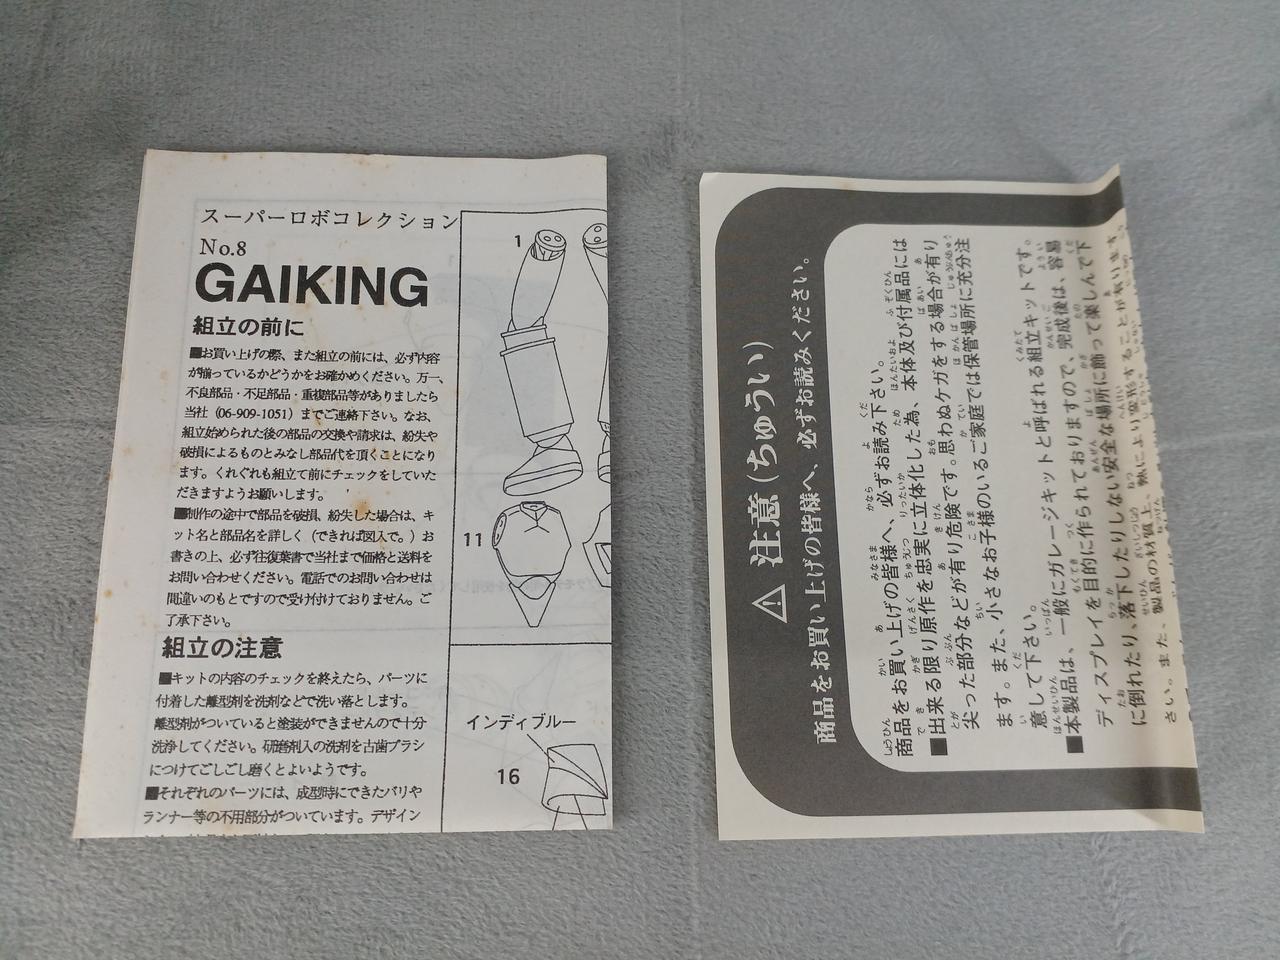 スーパーロボコレクション
No.8
GAIKING
組立の前に
■お買い上げの際、また組立の前には、必ず内容
が揃っているかどうかをお確かめください。万一、
不良部品・不足部品・重複部品等がありましたら
当社（06-909-1051）までご連絡下さい。なお、
組立始められた後の部品の交換や請求は、紛失や
破損によるものとみなし部品代を頂くことになり
ます。くれぐれも組立て前にチェックをしていた
だきますようお願いします。
■制作の途中で部品を破損、紛失した場合は、キ
ット名と部品名を詳しく（できれば図入で。）お
書きの上、必ず往復葉書で当社まで価格と送料を
お問い合わせください。電話でのお問い合わせは
間違いのもとですので受け付けておりません。ご
了承下さい。
組立の注意
■キットの内容のチェックを終えたら、パーツに
付着した離型剤を洗剤などで洗い落とします。
離型剤がついていると塗装ができませんので十分
洗浄してください。研磨剤入の洗剤を古歯ブラシ
につけてごしごし磨くとよいようです。
■それぞれのパーツには、成型時にできたバリや
ランナー等の不用部分がついています。デザイン
1
11
インディブルー
16
⚠ 注意(ちゅうい)
商品をお買い上げの皆様へ、必ずお読みください。
商品をお買い上げの皆様へ、必ずお読み下さい。
■出来る限り原作を忠実に立体化した為、本体及び付属品には
尖った部分などが有り危険です。思わぬケガをする場合が有り
ます。また、小さなお子様のいるご家庭では保管場所に充分注
意して下さい。
■本製品は、一般にガレージキットと呼ばれる組立キットです。
ディスプレイを目的に作られておりますので、完成後は、容易
に倒れたり、落下したりしない安全な場所に飾って楽しんで下
さい。また、製品の材質上、熱により変形することが有ります。